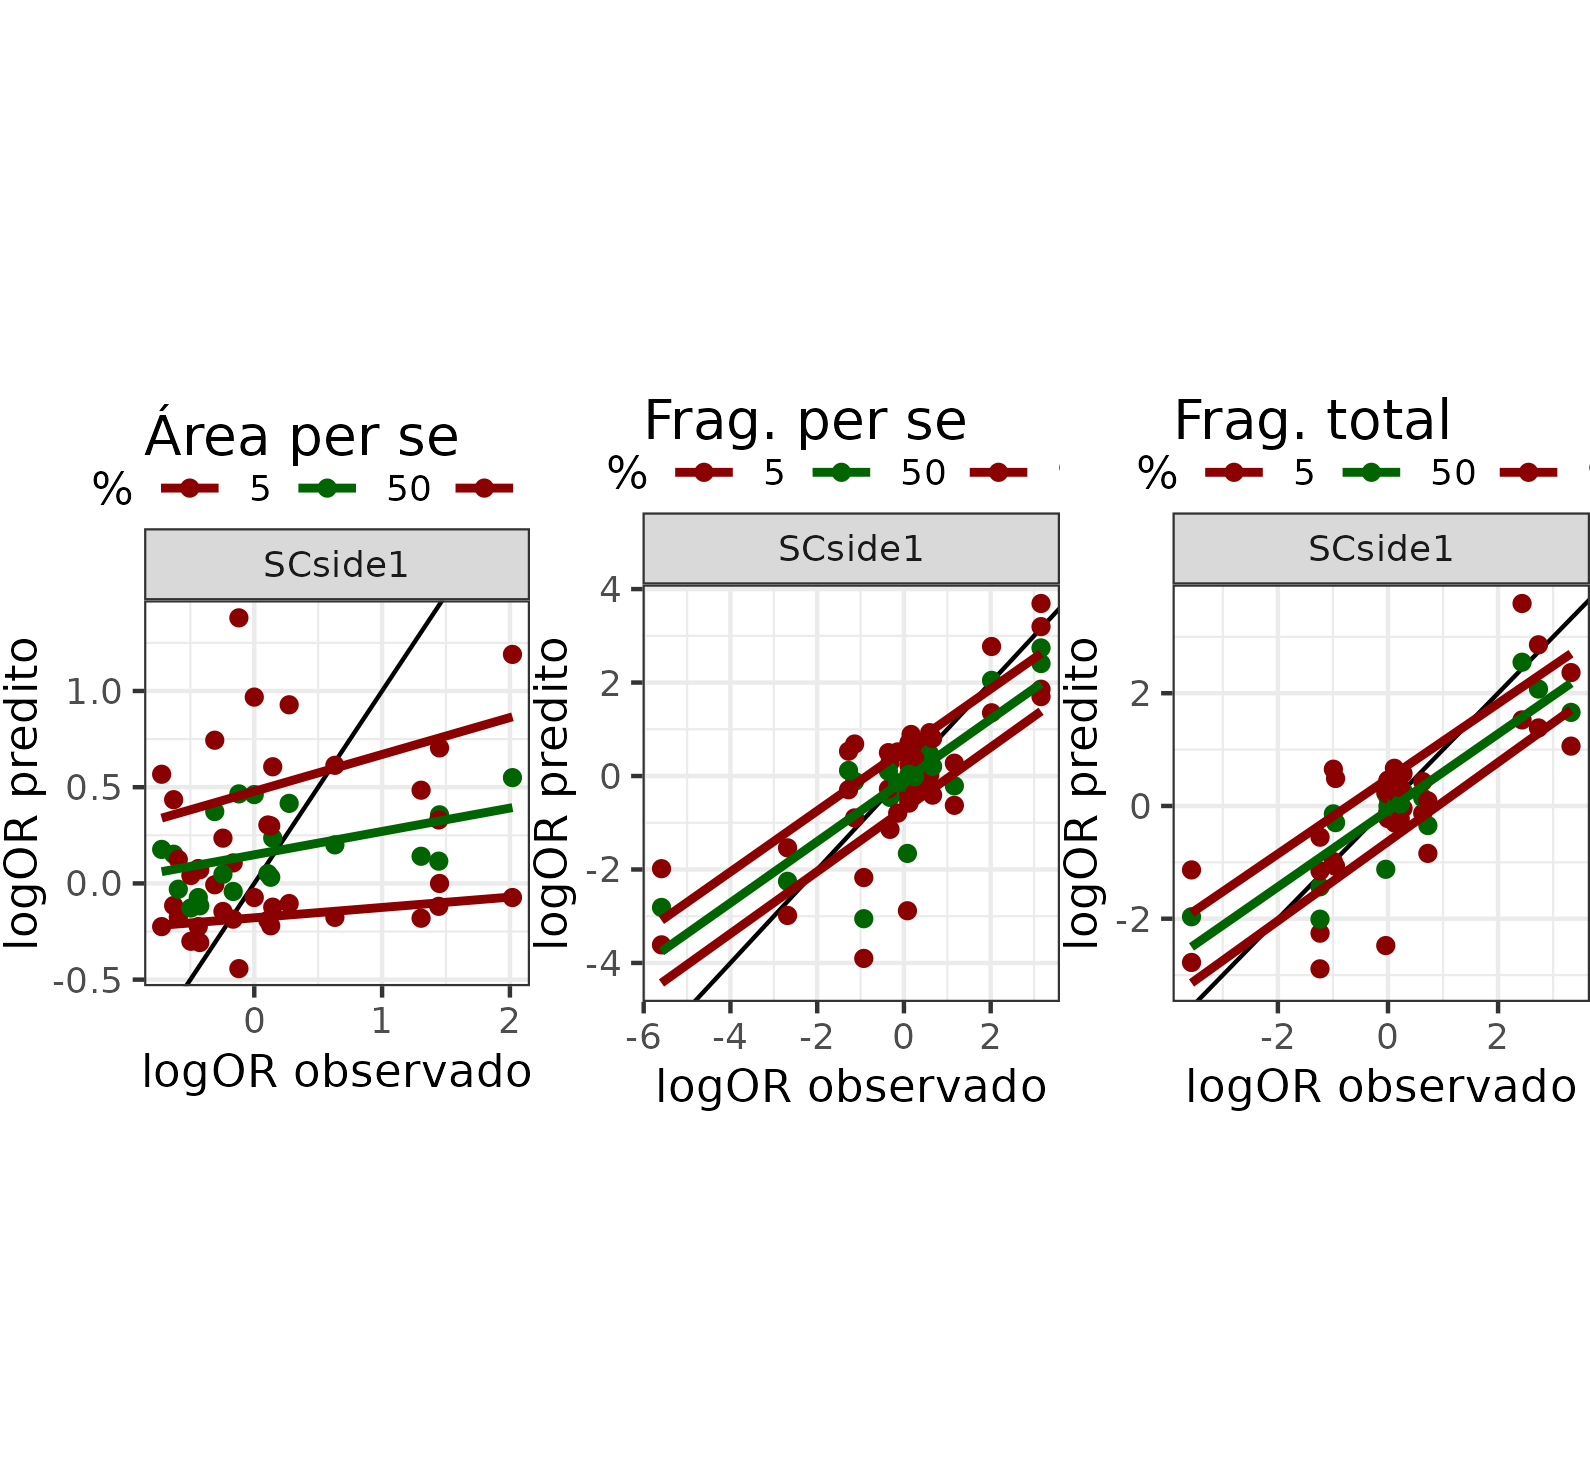 Área per se
% 5 50
SCside1
logOR predito
1.0
0.5
0.0
-0.5
0 1 2
logOR observado
Frag. per se
% 5 50
SCside1
logOR predito
4
2
0
-2
-4
-6 -4 -2 0 2
logOR observado
Frag. total
% 5 50
SCside1
logOR predito
2
0
-2
-2 0 2
logOR observado